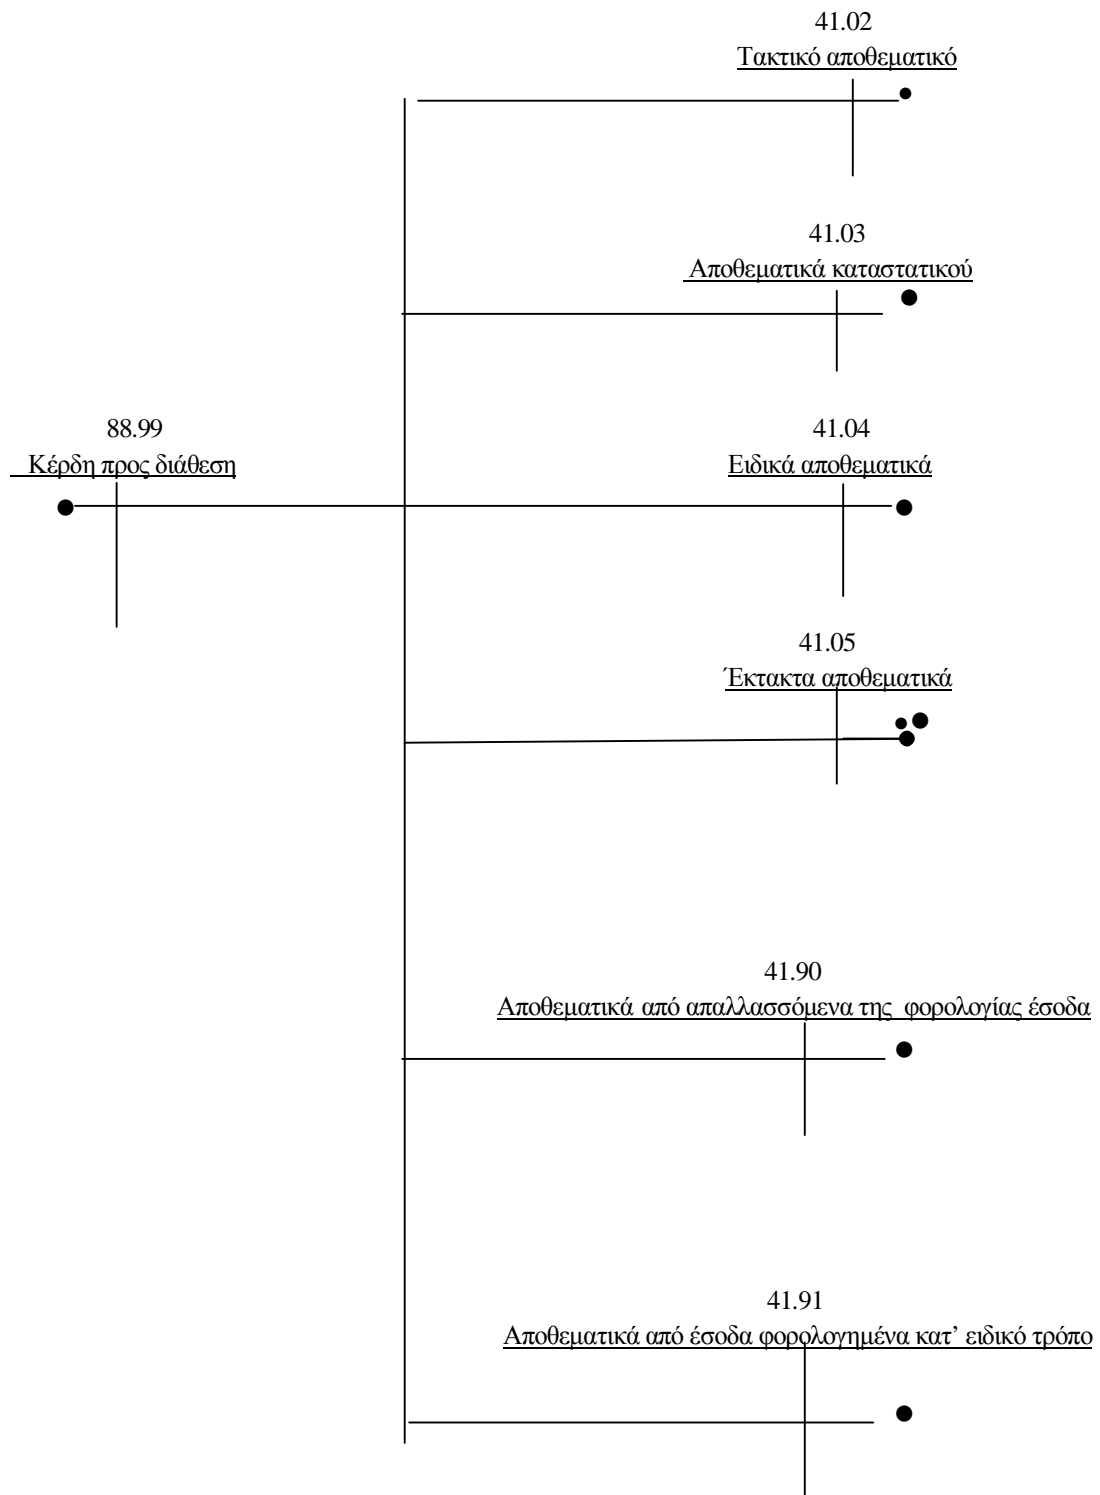 41.02
Τακτικό αποθεματικό
41.03
Αποθεματικά καταστατικού
88.99
Κέρδη προς διάθεση
41.04
Ειδικά αποθεματικά
41.05
Έκτακτα αποθεματικά
41.90
Αποθεματικά από απαλλασσόμενα της φορολογίας έσοδα
41.91
Αποθεματικά από έσοδα φορολογημένα κατ’ ειδικό τρόπο